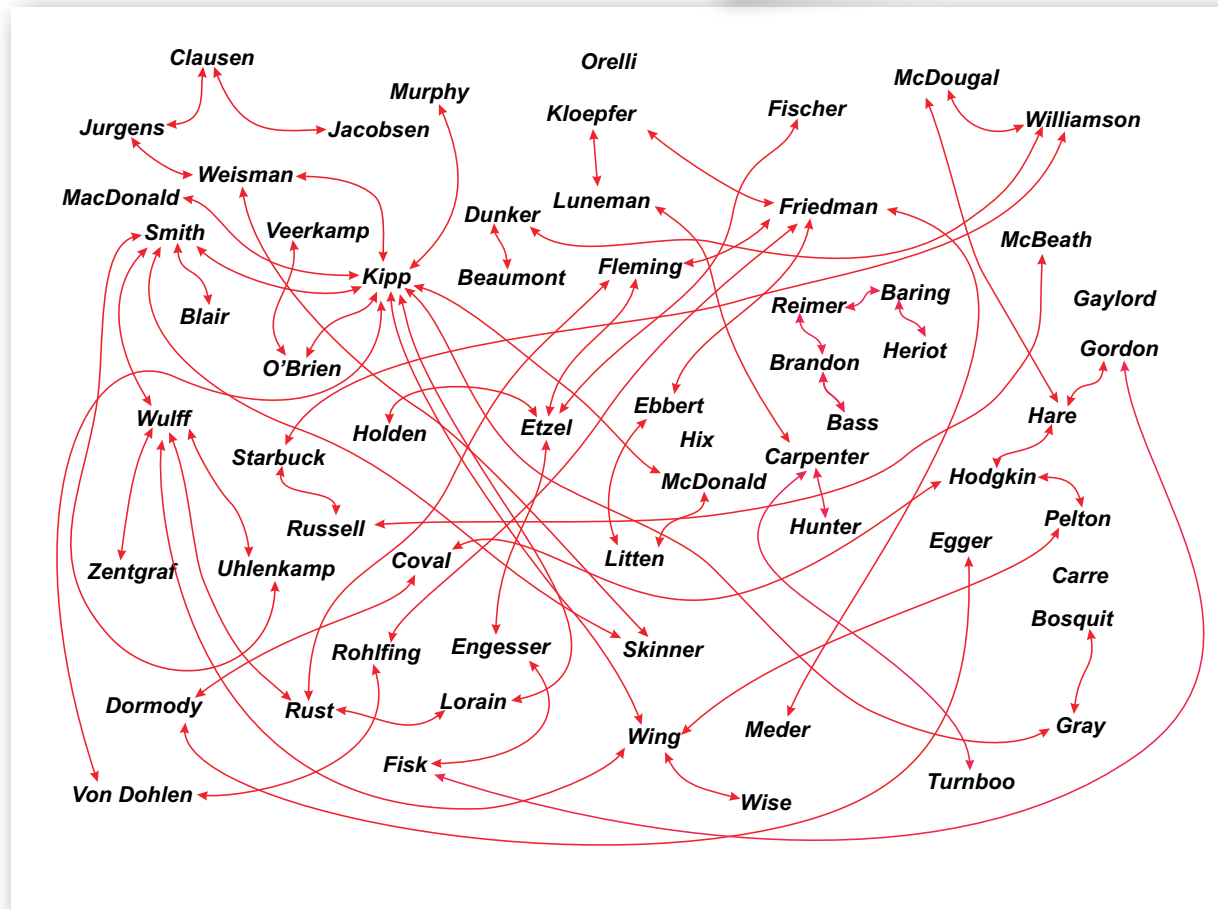 Clausen
Orelli
McDougal
Murphy
Fischer
Kloepfer
Williamson
Jurgens
Jacobsen
Weisman
MacDonald
Luneman
Friedman
Dunker
Smith
Veerkamp
McBeath
Fleming
Kipp
Beaumont
Baring
Gaylord
Reimer
Blair
Heriot
Gordon
Brandon
O'Brien
Ebbert
Hare
Wulff
Bass
Holden
Etzel
Hix
Starbuck
Carpenter
Hodgkin
McDonald
Pelton
Russell
Hunter
Egger
Litten
Coval
Zentgraf
Uhlenkamp
Carre
Bosquit
Engesser
Skinner
Rohlfing
Lorain
Dormody
Rust
Gray
Meder
Wing
Fisk
Turnboo
Von Dohlen
Wise